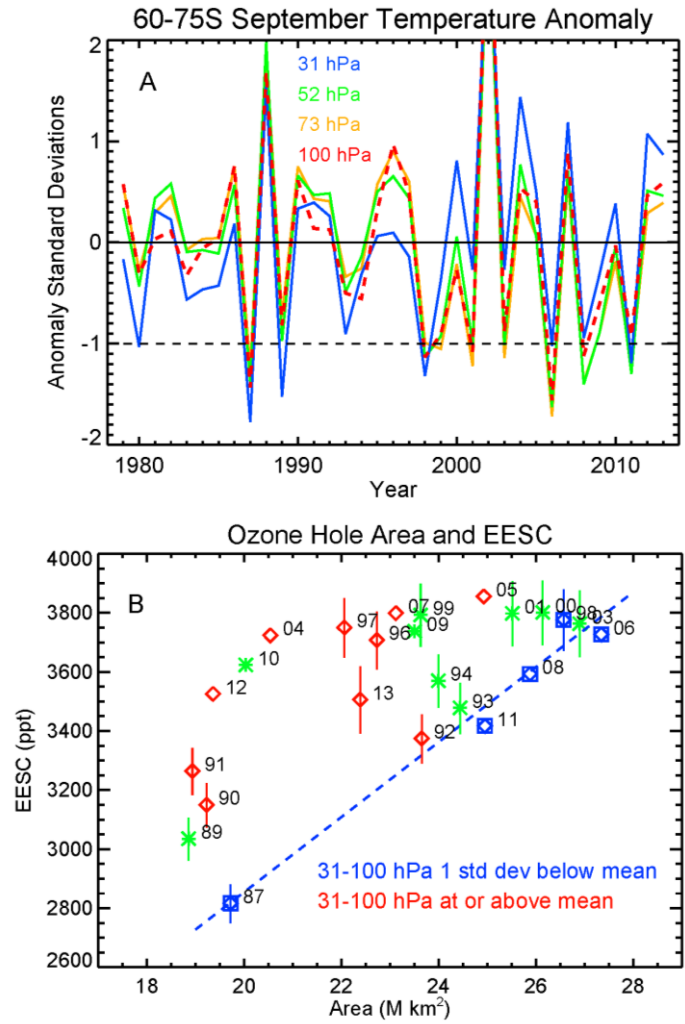 60-75S September Temperature Anomaly
A
31 hPa
52 hPa
73 hPa
100 hPa
2
1
0
-1
-2
Anomaly Standard Deviations
1980 1990 2000 2010
Year
Ozone Hole Area and EESC
B
4000
3800
3600
3400
3200
3000
2800
2600
EESC (ppt)
05
07 99
01 00 98 03
97 96 09 06
04
10
94 08
12
13 93
11
92
91
90
89
87
31-100 hPa 1 std dev below mean
31-100 hPa at or above mean
18 20 22 24 26 28
Area (M km²)